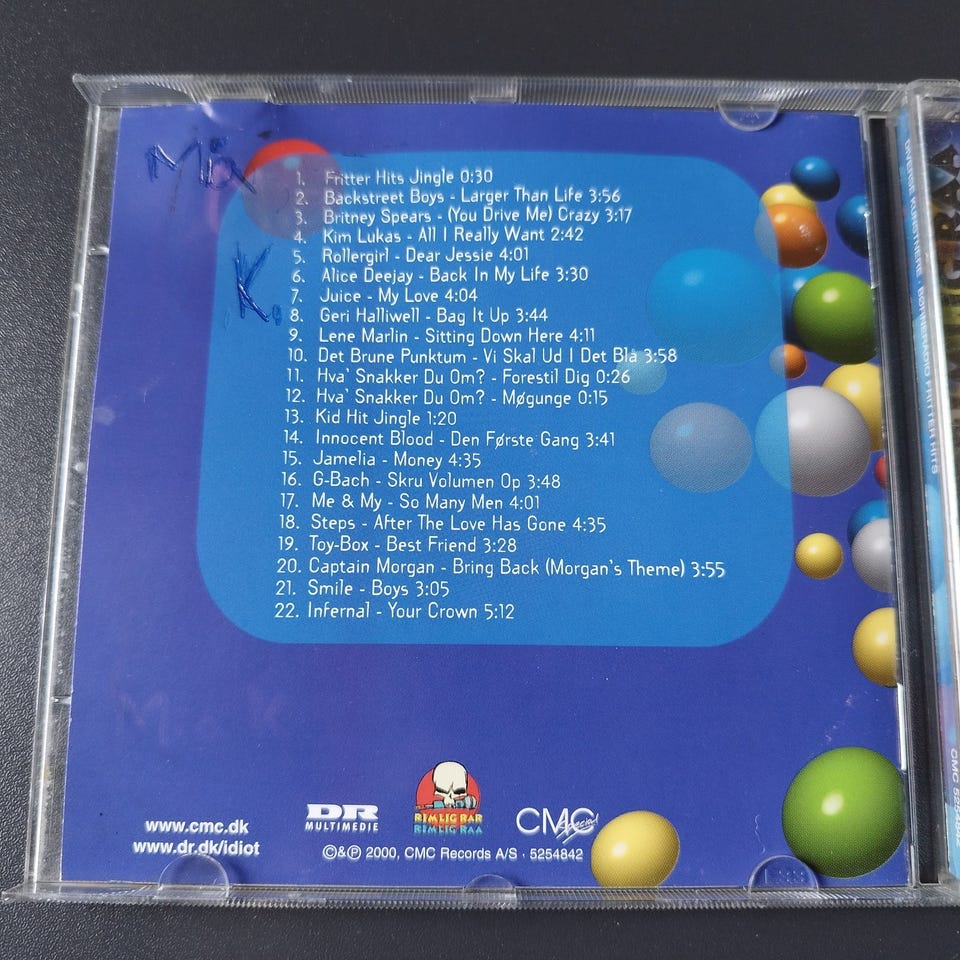 Mia
K.
1. Fritter Hits Jingle 0:30
2. Backstreet Boys - Larger Than Life 3:56
3. Britney Spears - (You Drive Me) Crazy 3:17
4. Kim Lukas - All I Really Want 2:42
5. Rollergirl - Dear Jessie 4:01
6. Alice Deejay - Back In My Life 3:30
7. Juice - My Love 4:04
8. Geri Halliwell - Bag It Up 3:44
9. Lene Marlin - Sitting Down Here 4:11
10. Det Brune Punktum - Vi Skal Ud I Det Blå 3:58
11. Hva' Snakker Du Om? - Forestil Dig 0:26
12. Hva' Snakker Du Om? - Møgunge 0:15
13. Kid Hit Jingle 1:20
14. Innocent Blood - Den Første Gang 3:41
15. Jamelia - Money 4:35
16. G-Bach - Skru Volumen Op 3:48
17. Me & My - So Many Men 4:01
18. Steps - After The Love Has Gone 4:35
19. Toy-Box - Best Friend 3:28
20. Captain Morgan - Bring Back (Morgan's Theme) 3:55
21. Smile - Boys 3:05
22. Infernal - Your Crown 5:12
www.cmc.dk
www.dr.dk/idiot
DR
MULTIMEDIE
RIMLIG RAR
RIMLIG RAA
CMC Special
©&℗ 2000, CMC Records A/S · 5254842
FRITTER HITS
CMC 5254842